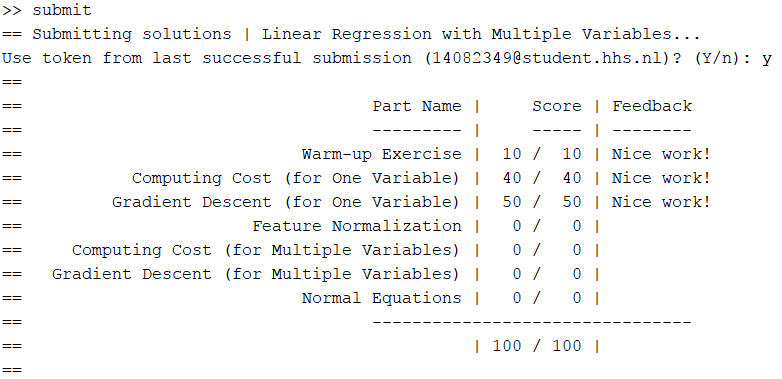 >> submit
== Submitting solutions | Linear Regression with Multiple Variables...
Use token from last successful submission (14082349@student.hhs.nl)? (Y/n): y
==
==                                   Part Name |     Score | Feedback
==                                   --------- |     ----- | --------
==                            Warm-up Exercise |  10 /  10 | Nice work!
==           Computing Cost (for One Variable) |  40 /  40 | Nice work!
==         Gradient Descent (for One Variable) |  50 /  50 | Nice work!
==                       Feature Normalization |   0 /   0 |
==     Computing Cost (for Multiple Variables) |   0 /   0 |
==   Gradient Descent (for Multiple Variables) |   0 /   0 |
==                            Normal Equations |   0 /   0 |
==                                   --------------------------------
==                                             | 100 / 100 |
==